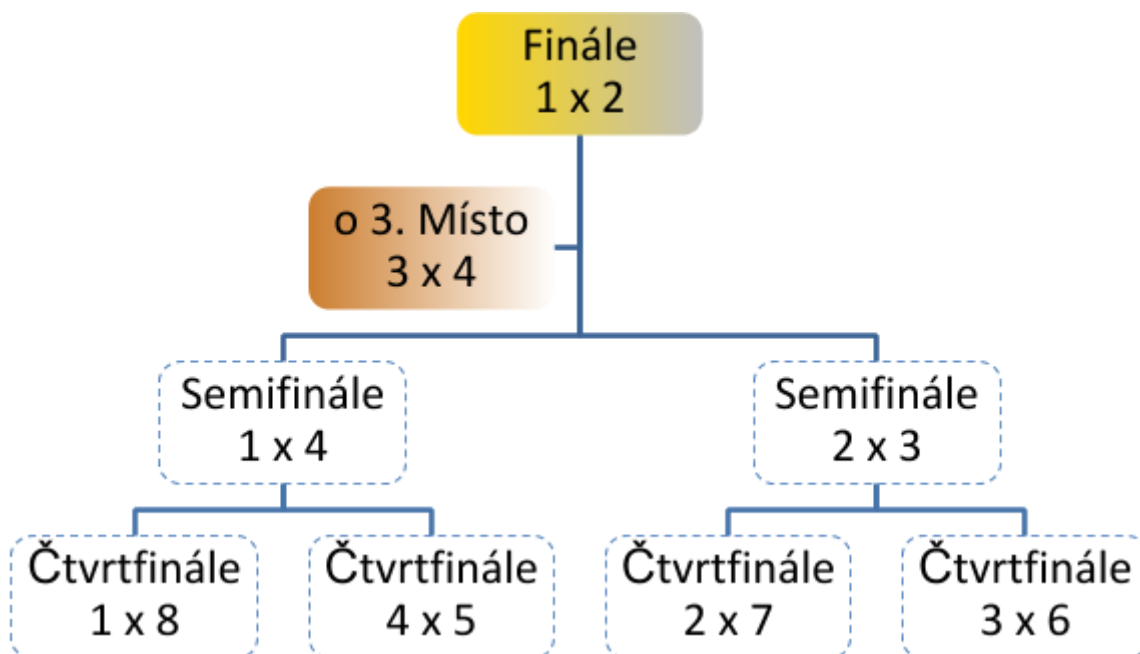 Finále
1 x 2
o 3. Místo
3 x 4
Semifinále
1 x 4
Semifinále
2 x 3
Čtvrtfinále
1 x 8
Čtvrtfinále
4 x 5
Čtvrtfinále
2 x 7
Čtvrtfinále
3 x 6